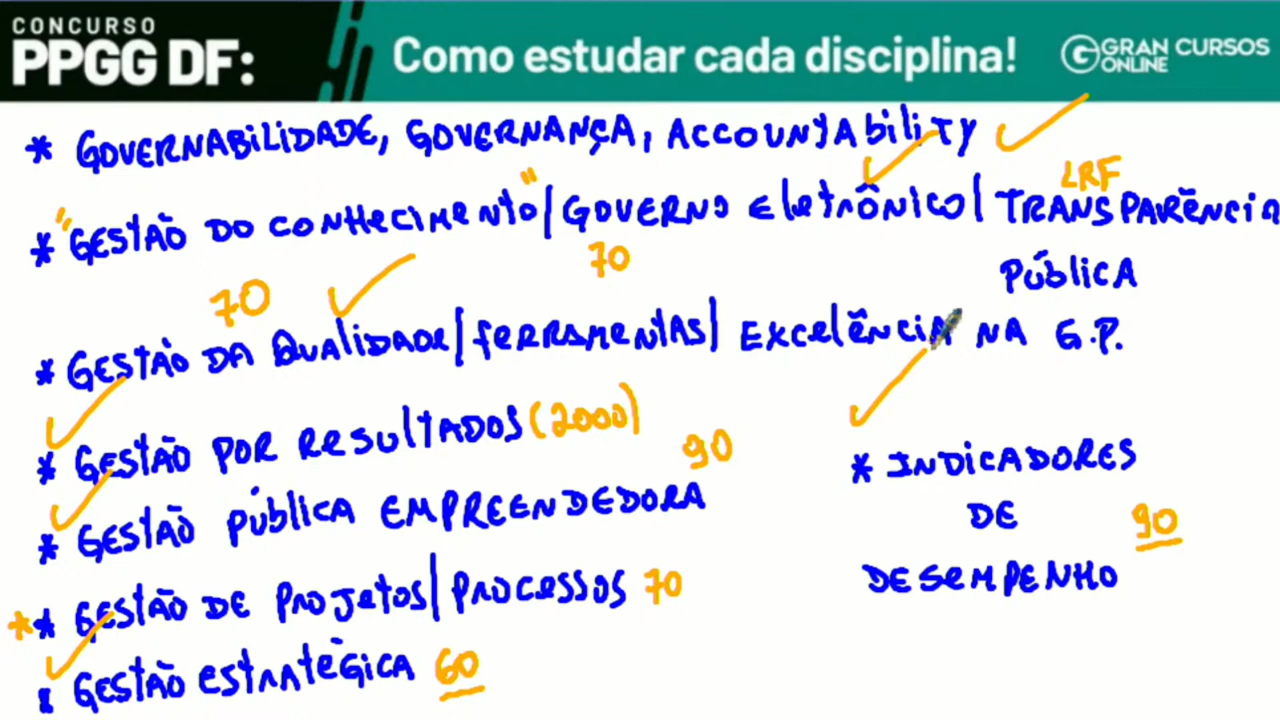 CONCURSO
PPGG DF:
Como estudar cada disciplina!
GRAN CURSOS
ONLINE
* GOVERNABILIDADE, GOVERNANÇA, ACCOUNTABILITY
LRF
* "GESTÃO DO CONHECIMENTO" / GOVERNO ELETRÔNICO / TRANSPARÊNCIA
PÚBLICA
70
70
* GESTÃO DA QUALIDADE / FERRAMENTAS / EXCELÊNCIA NA G.P.
* GESTÃO POR RESULTADOS (2000)
90
* GESTÃO PÚBLICA EMPREENDEDORA
* * GESTÃO DE PROJETOS / PROCESSOS 70
* GESTÃO ESTRATÉGICA 60
* INDICADORES
DE
90
DESEMPENHO